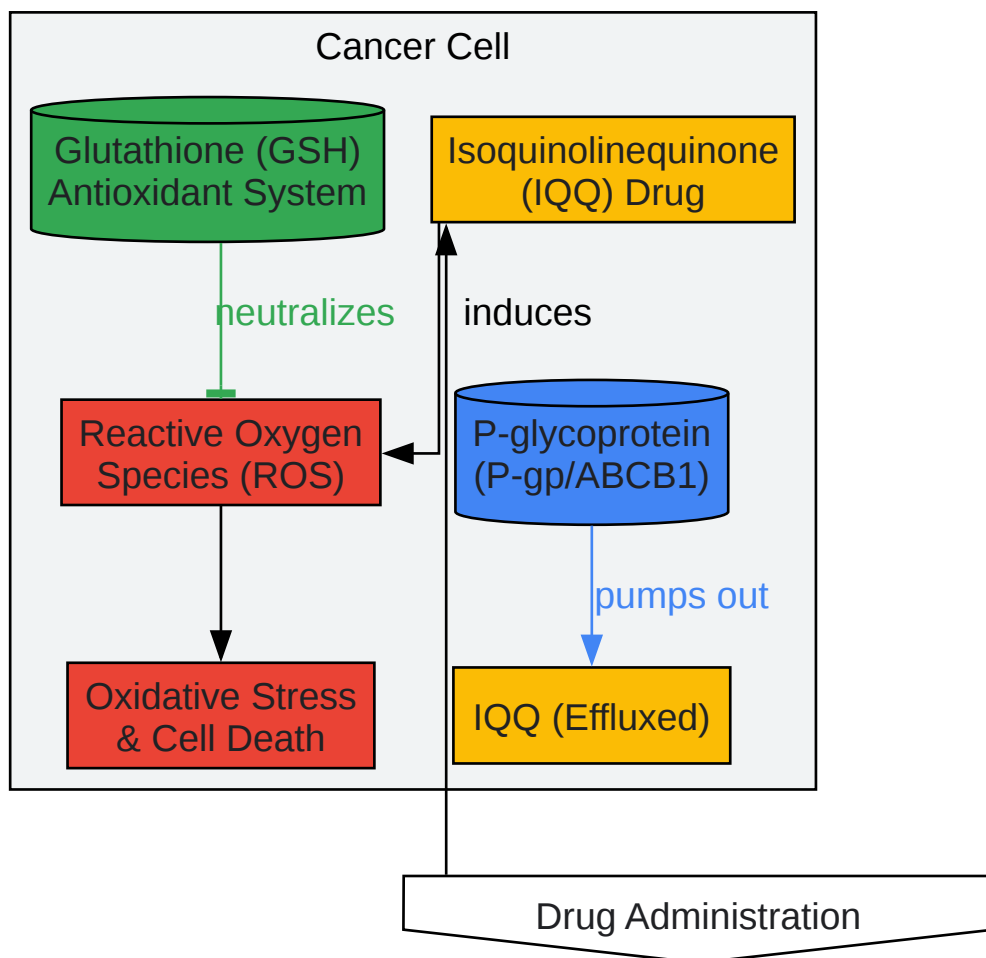 Cancer Cell
Glutathione (GSH)
Antioxidant System
Isoquinolinequinone
(IQQ) Drug
neutralizes
induces
Reactive Oxygen
Species (ROS)
P-glycoprotein
(P-gp/ABCB1)
pumps out
Oxidative Stress
& Cell Death
IQQ (Effluxed)
Drug Administration